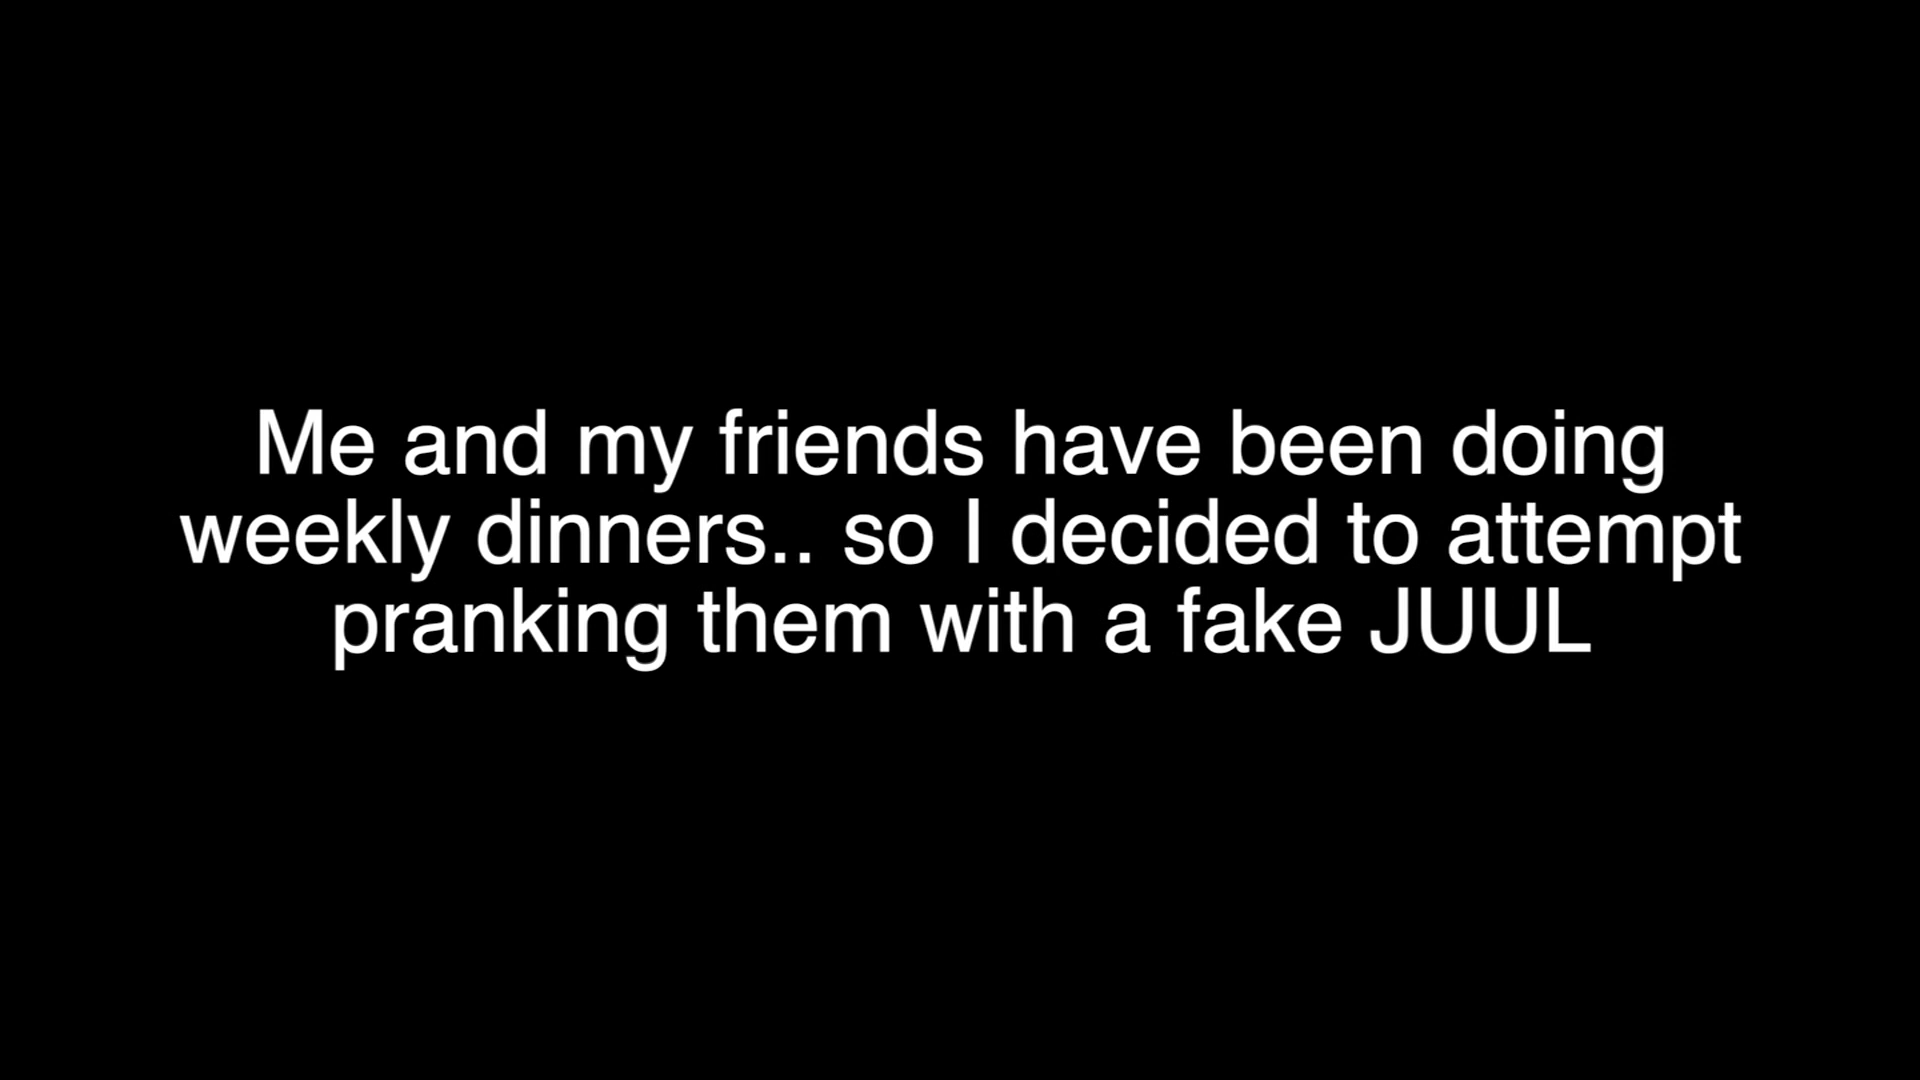 Me and my friends have been doing
weekly dinners.. so I decided to attempt
pranking them with a fake JUUL